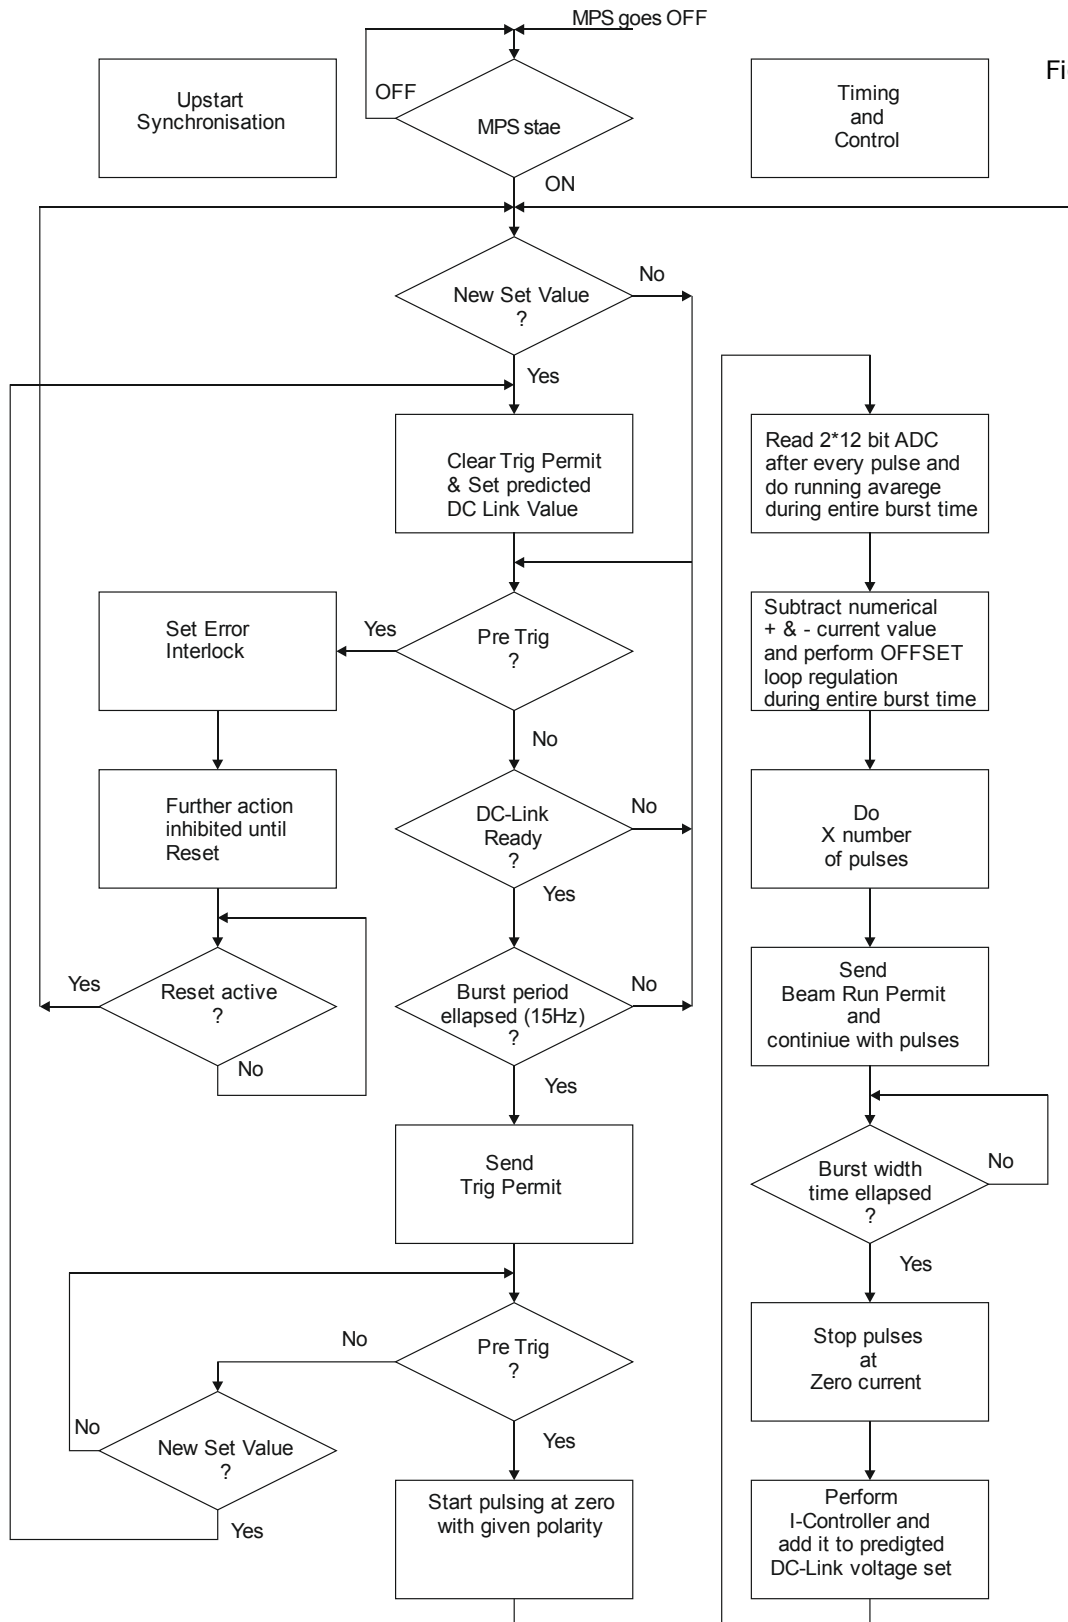 MPS goes OFF
Fi
OFF
Upstart
Synchronisation
MPS stae
Timing
and
Control
ON
No
New Set Value
?
Yes
Clear Trig Permit
& Set predicted
DC Link Value
Read 2*12 bit ADC
after every pulse and
do running avarege
during entire burst time
Set Error
Interlock
Yes
Pre Trig
?
Subtract numerical
+ & - current value
and perform OFFSET
loop regulation
during entire burst time
No
Further action
inhibited until
Reset
DC-Link
Ready
?
No
Do
X number
of pulses
Yes
Yes
Reset active
?
No
Burst period
ellapsed (15Hz)
?
No
Send
Beam Run Permit
and
continiue with pulses
Yes
Send
Trig Permit
Burst width
time ellapsed
?
No
Yes
No
Pre Trig
?
Stop pulses
at
Zero current
No
New Set Value
?
Yes
Yes
Start pulsing at zero
with given polarity
Perform
I-Controller and
add it to predigted
DC-Link voltage set